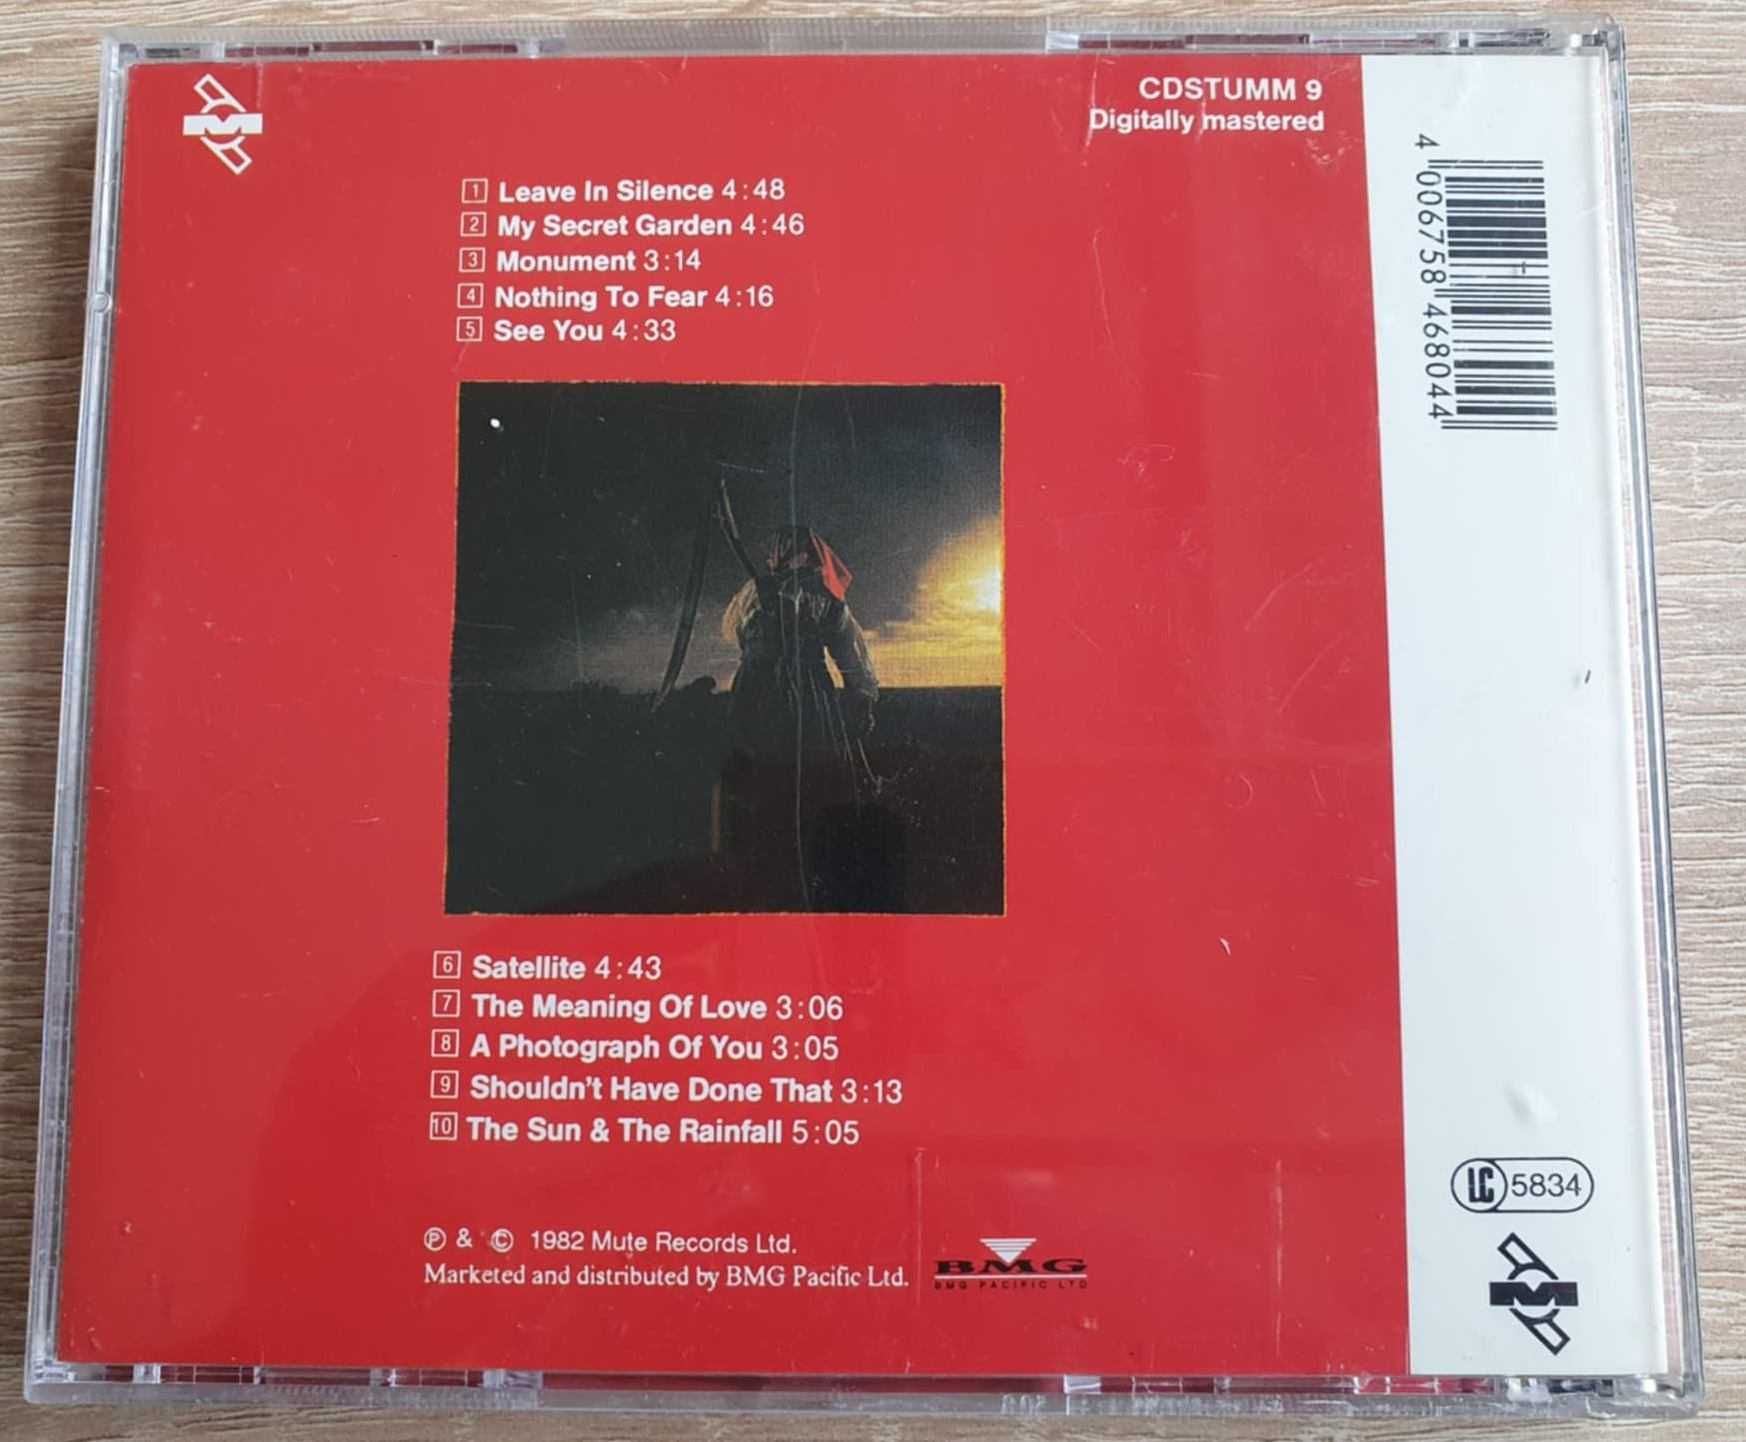 M
CDSTUMM 9
Digitally mastered
1 Leave In Silence 4:48
2 My Secret Garden 4:46
3 Monument 3:14
4 Nothing To Fear 4:16
5 See You 4:33
6 Satellite 4:43
7 The Meaning Of Love 3:06
8 A Photograph Of You 3:05
9 Shouldn't Have Done That 3:13
10 The Sun & The Rainfall 5:05
Ⓟ & © 1982 Mute Records Ltd.
Marketed and distributed by BMG Pacific Ltd.
BMG
BMG PACIFIC LTD
4 006758 468044
LC 5834
M